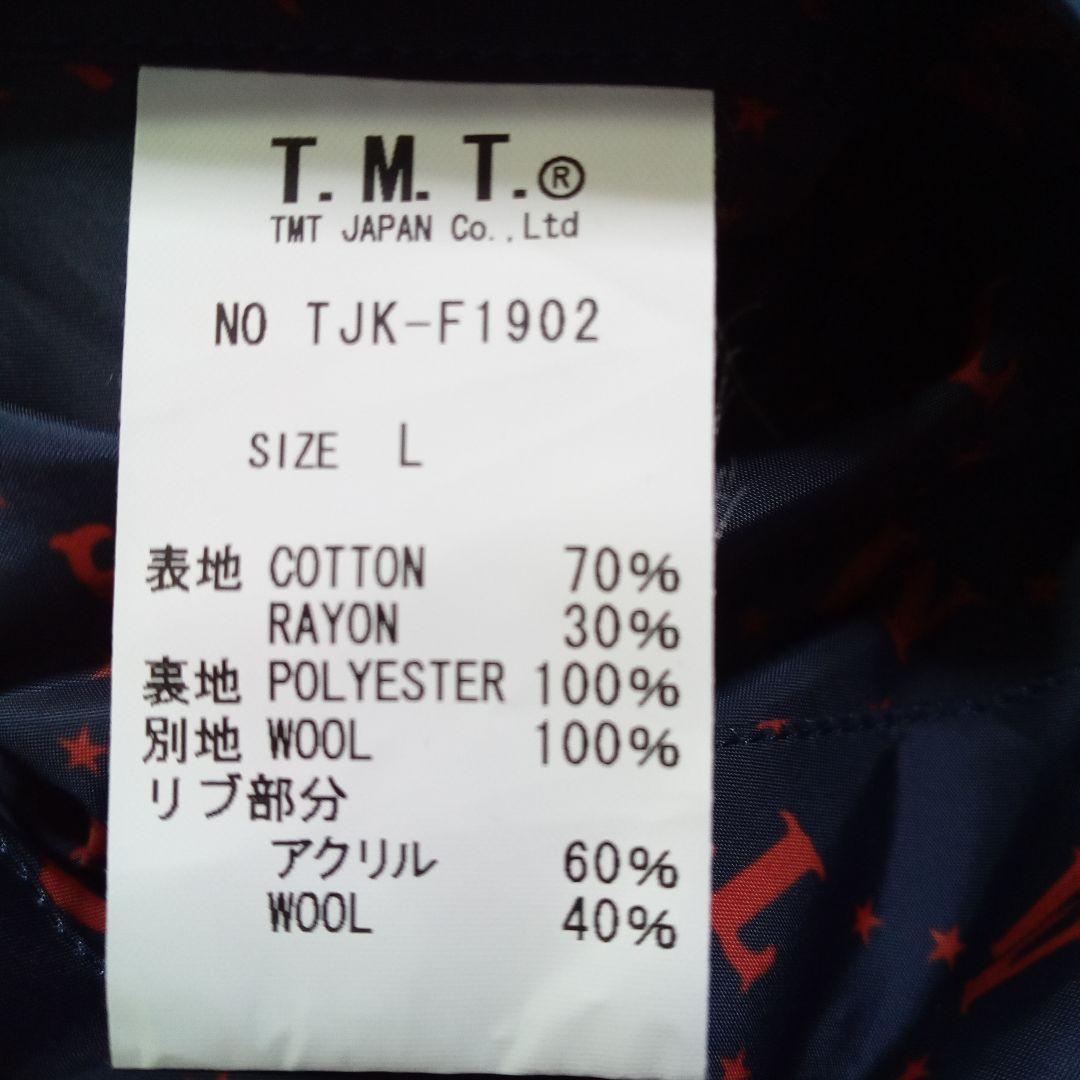 T.M.T.®
TMT JAPAN Co.,Ltd
NO TJK-F1902
SIZE L
表地 COTTON 70%
RAYON 30%
裏地 POLYESTER 100%
別地 WOOL 100%
リブ部分
アクリル 60%
WOOL 40%